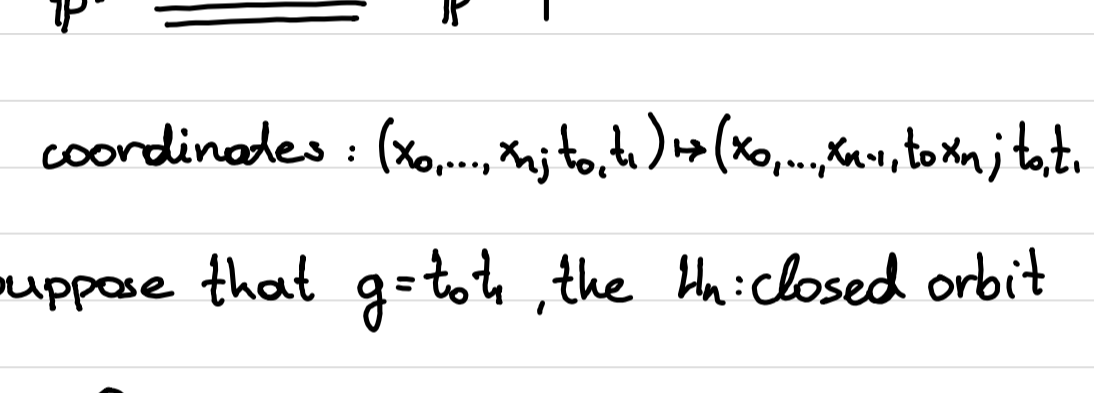 coordinates : (x₀,..., xₙ; t₀, t₁) ↦ (x₀,..., xₙ₋₁, t₀xₙ; t₀, t₁
uppose that g = t₀t₁, the Hₙ: closed orbit